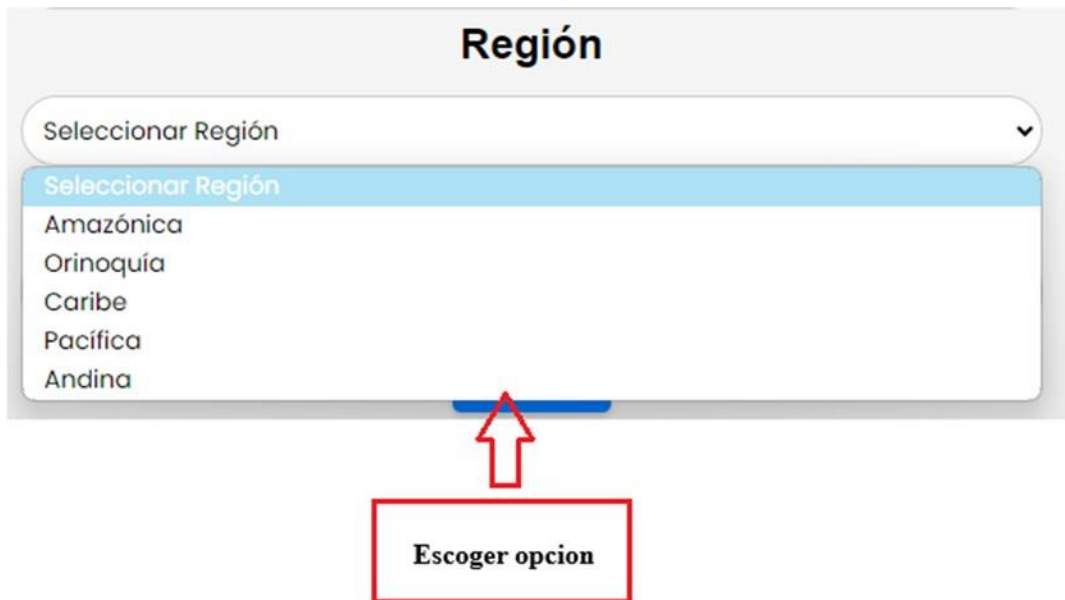 Región
Seleccionar Región
Seleccionar Región
Amazónica
Orinoquía
Caribe
Pacífica
Andina
Escoger opcion